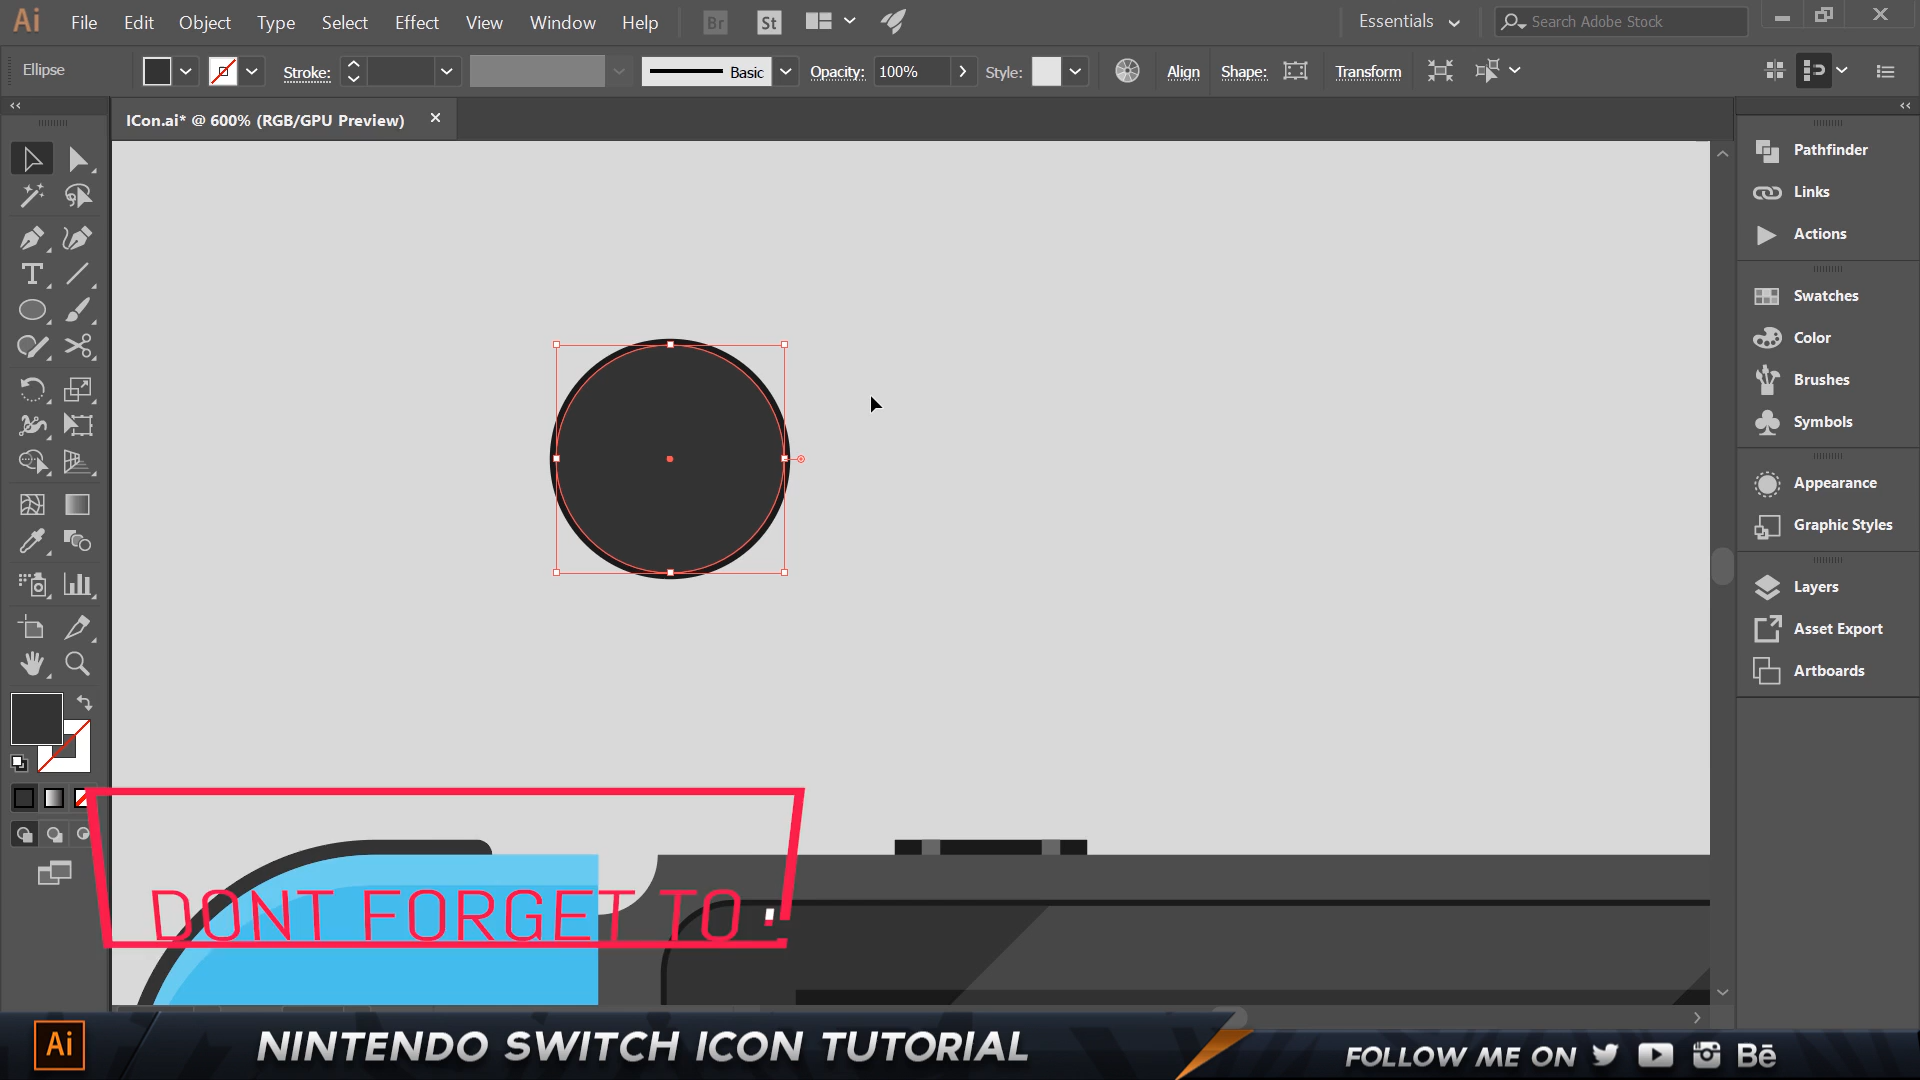 Ai File Edit Object Type Select Effect View Window Help Br St Essentials Search Adobe Stock
Ellipse Stroke: Basic Opacity: 100% Style: Align Shape: Transform
ICon.ai* @ 600% (RGB/GPU Preview)
Pathfinder
Links
Actions
Swatches
Color
Brushes
Symbols
Appearance
Graphic Styles
Layers
Asset Export
Artboards
DONT FORGET TO
Ai NINTENDO SWITCH ICON TUTORIAL
FOLLOW ME ON Bē